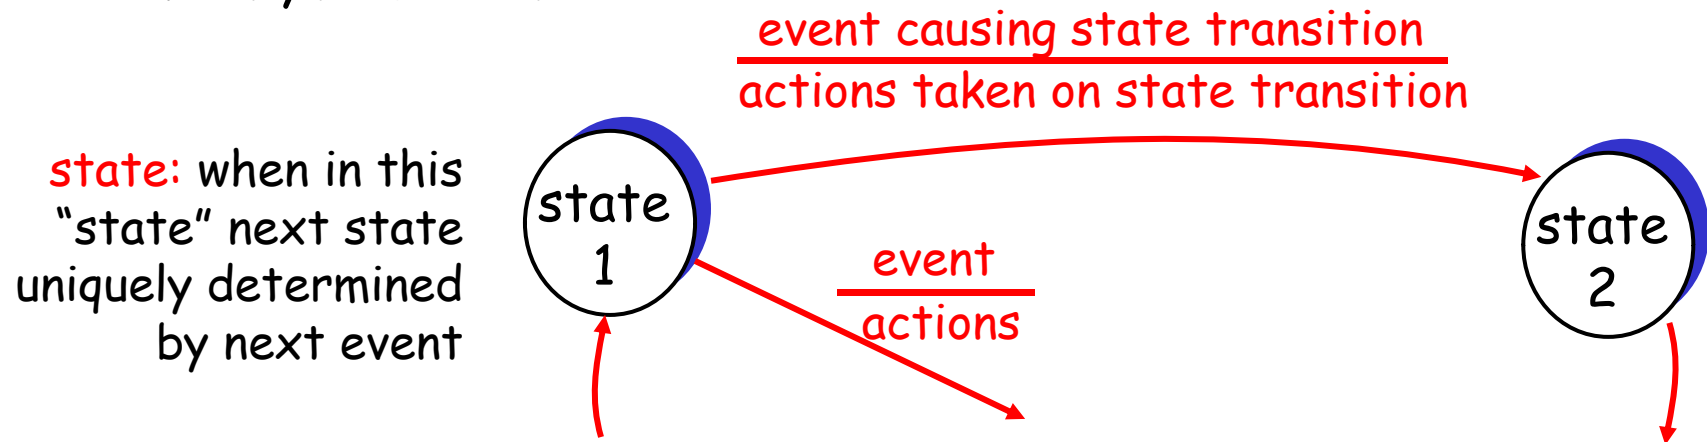 event causing state transition
actions taken on state transition
state: when in this
“state” next state
uniquely determined
by next event
state
1
event
actions
state
2